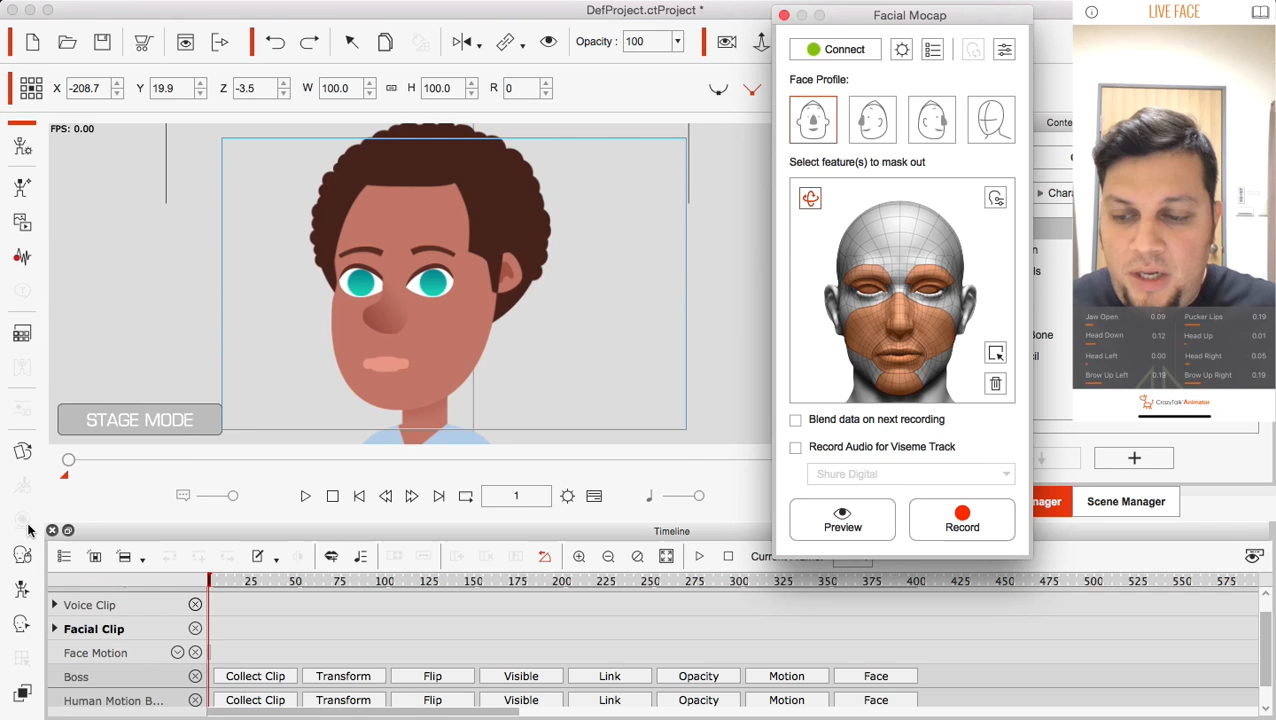 DefProject.ctProject *
Facial Mocap
LIVE FACE
Opacity : 100
X -208.7 Y 19.9 Z -3.5 W 100.0 H 100.0 R 0
FPS: 0.00
STAGE MODE
Connect
Face Profile:
Select feature(s) to mask out
Blend data on next recording
Record Audio for Viseme Track
Shure Digital
Preview
Record
Jaw Open 0.09 Pucker Lips 0.19
Head Down 0.12 Head Up 0.01
Head Left 0.00 Head Right 0.05
Brow Up Left 0.19 Brow Up Right 0.19
CrazyTalk Animator
Scene Manager
1
Timeline
25 50 75 100 125 150 175 200 225 250 275 300 325 350 375 400 425 450 475 500 525 550 575
Voice Clip
Facial Clip
Face Motion
Boss
Collect Clip Transform Flip Visible Link Opacity Motion Face
Human Motion B...
Collect Clip Transform Flip Visible Link Opacity Motion Face